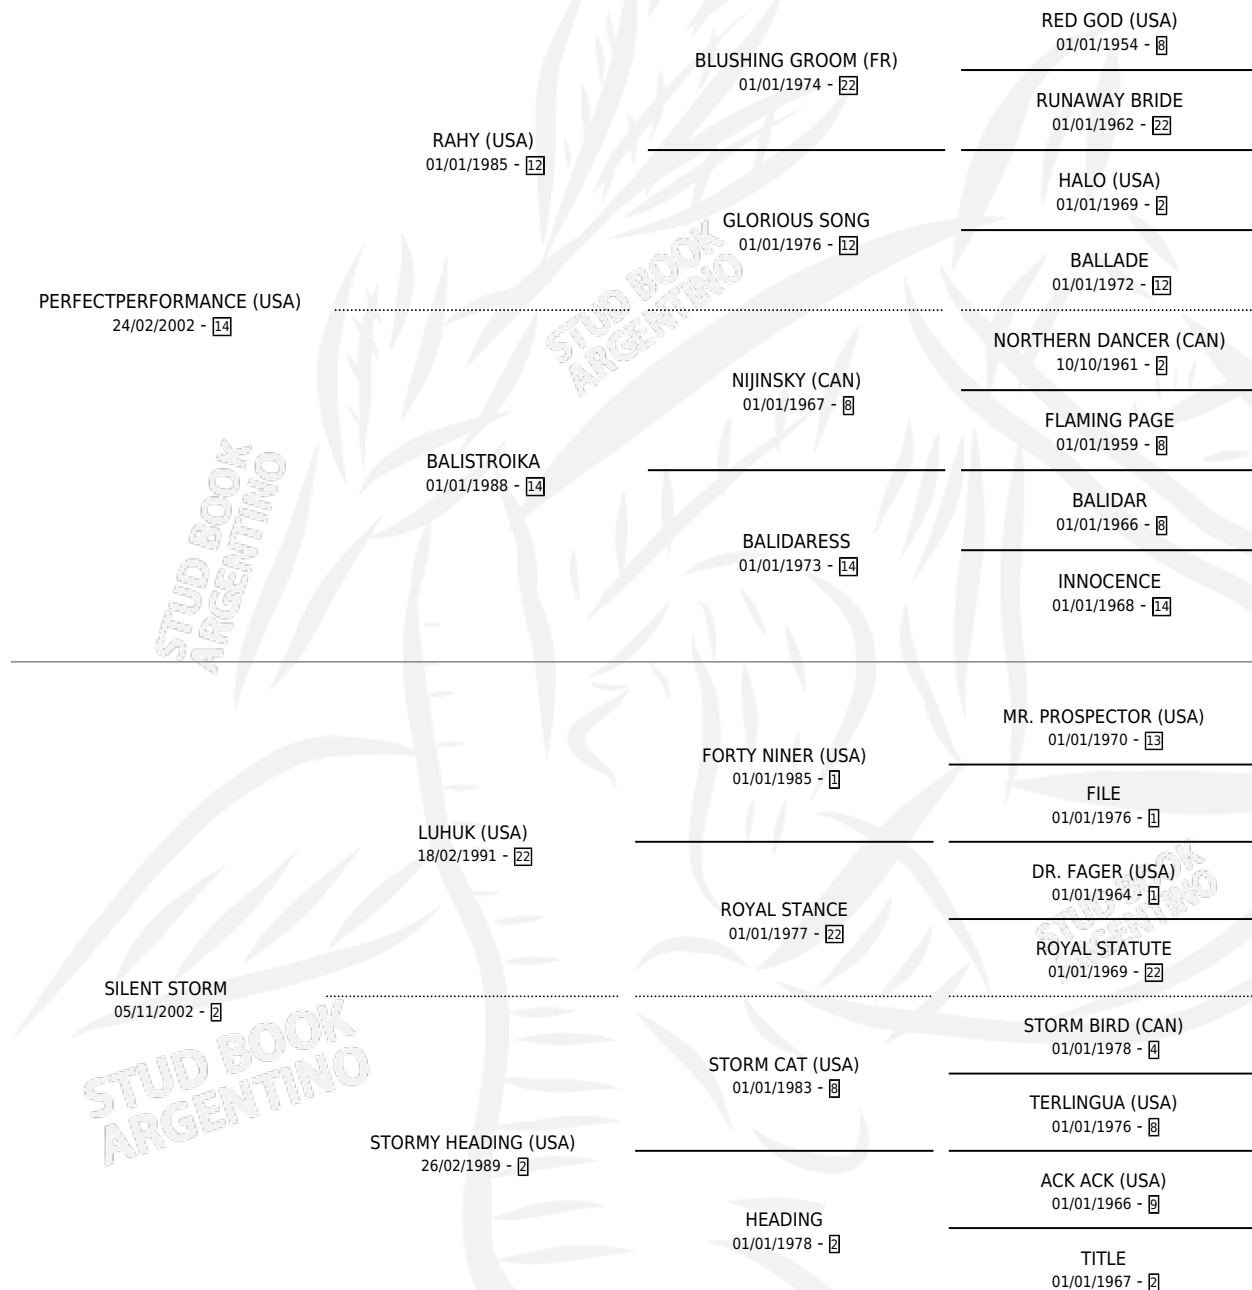 PERFECTPERFORMANCE (USA)
24/02/2002 - 14
RAHY (USA)
01/01/1985 - 12
BALISTROIKA
01/01/1988 - 14
BLUSHING GROOM (FR)
01/01/1974 - 22
GLORIOUS SONG
01/01/1976 - 12
NIJINSKY (CAN)
01/01/1967 - 8
BALIDARESS
01/01/1973 - 14
RED GOD (USA)
01/01/1954 - 8
RUNAWAY BRIDE
01/01/1962 - 22
HALO (USA)
01/01/1969 - 2
BALLADE
01/01/1972 - 12
NORTHERN DANCER (CAN)
10/10/1961 - 2
FLAMING PAGE
01/01/1959 - 8
BALIDAR
01/01/1966 - 8
INNOCENCE
01/01/1968 - 14
SILENT STORM
05/11/2002 - 2
LUHUK (USA)
18/02/1991 - 22
STORMY HEADING (USA)
26/02/1989 - 2
FORTY NINER (USA)
01/01/1985 - 1
ROYAL STANCE
01/01/1977 - 22
STORM CAT (USA)
01/01/1983 - 8
HEADING
01/01/1978 - 2
MR. PROSPECTOR (USA)
01/01/1970 - 13
FILE
01/01/1976 - 1
DR. FAGER (USA)
01/01/1964 - 1
ROYAL STATUTE
01/01/1969 - 22
STORM BIRD (CAN)
01/01/1978 - 4
TERLINGUA (USA)
01/01/1976 - 8
ACK ACK (USA)
01/01/1966 - 9
TITLE
01/01/1967 - 2
STUD BOOK
ARGENTINO
STUD BOOK
ARGENTINO
STUD BOOK
ARGENTINO
STUD BOOK
ARGENTINO